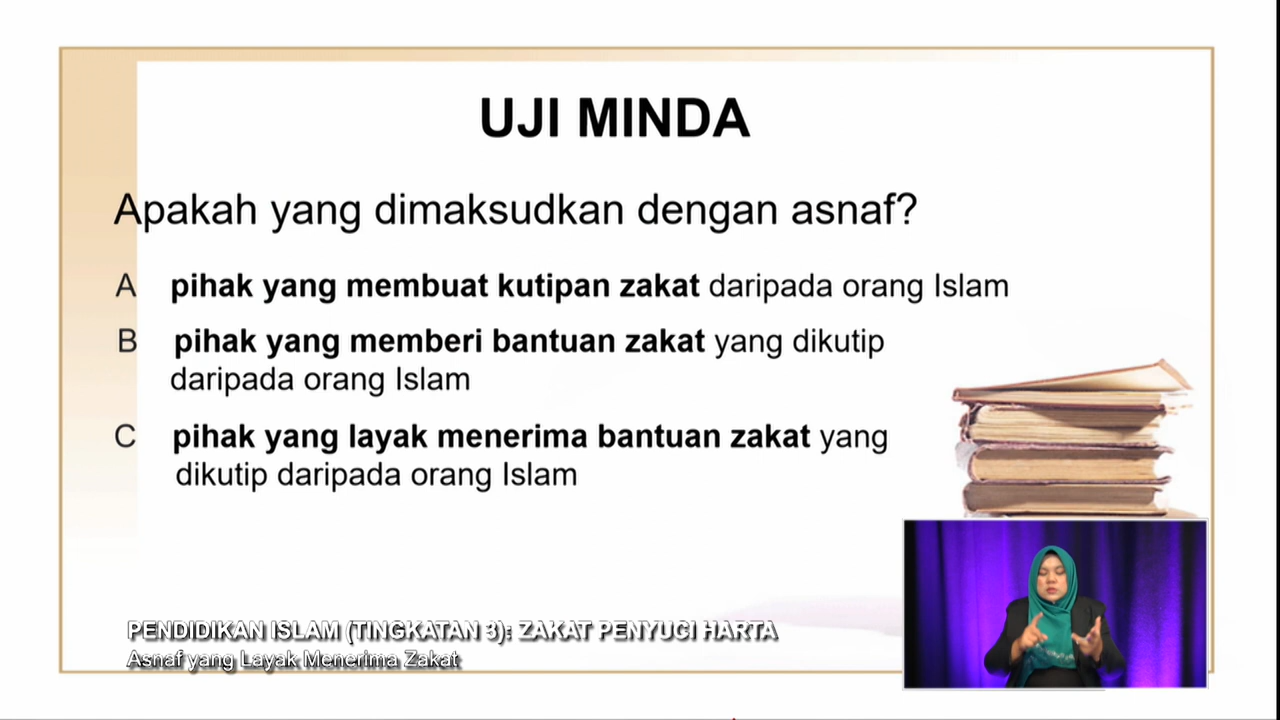 UJI MINDA
Apakah yang dimaksudkan dengan asnaf?
A pihak yang membuat kutipan zakat daripada orang Islam
B pihak yang memberi bantuan zakat yang dikutip
daripada orang Islam
C pihak yang layak menerima bantuan zakat yang
dikutip daripada orang Islam
PENDIDIKAN ISLAM (TINGKATAN 3): ZAKAT PENYUCI HARTA
Asnaf yang Layak Menerima Zakat